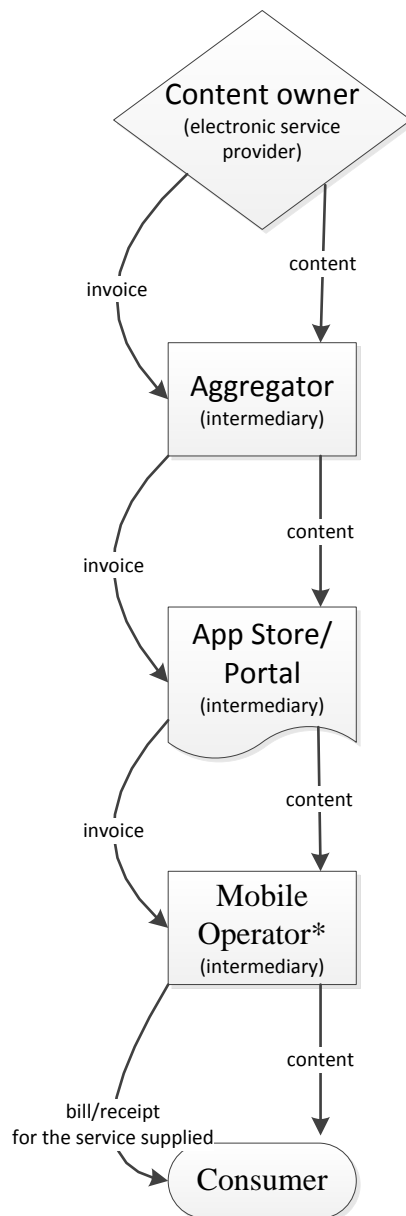 Content owner
(electronic service
provider)
content
invoice
Aggregator
(intermediary)
content
invoice
App Store/
Portal
(intermediary)
content
invoice
Mobile
Operator*
(intermediary)
content
bill/receipt
for the service supplied
Consumer